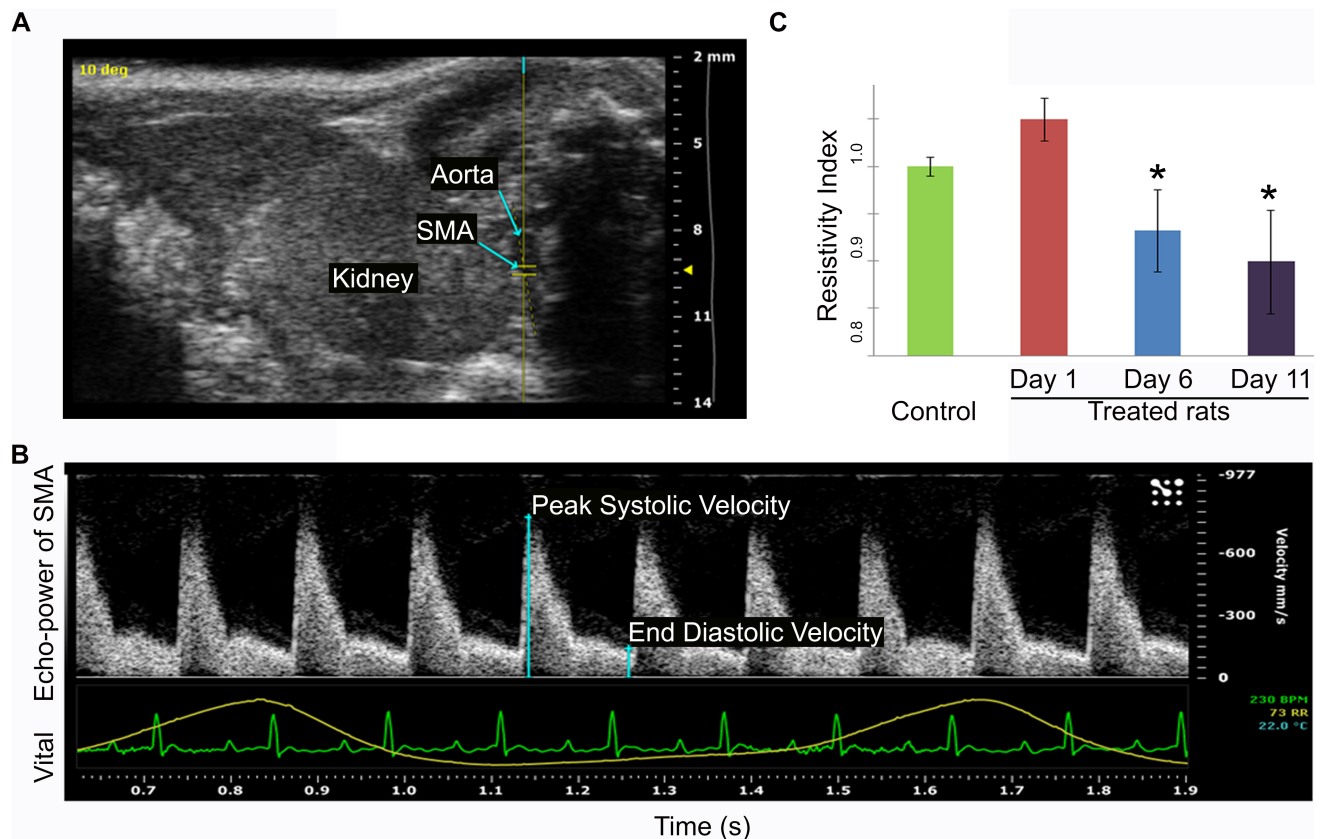 A
10 deg
2 mm
5
8
11
14
Aorta
SMA
Kidney
C
Resistivity Index
1.0
0.9
0.8
*
*
Day 1
Day 6
Day 11
Control
Treated rats
B
Echo-power of SMA
Vital
Peak Systolic Velocity
End Diastolic Velocity
-977
-600
-300
0
Velocity mm/s
230 BPM
73 RR
22.0 °C
0.7
0.8
0.9
1.0
1.1
1.2
1.3
1.4
1.5
1.6
1.7
1.8
1.9
Time (s)